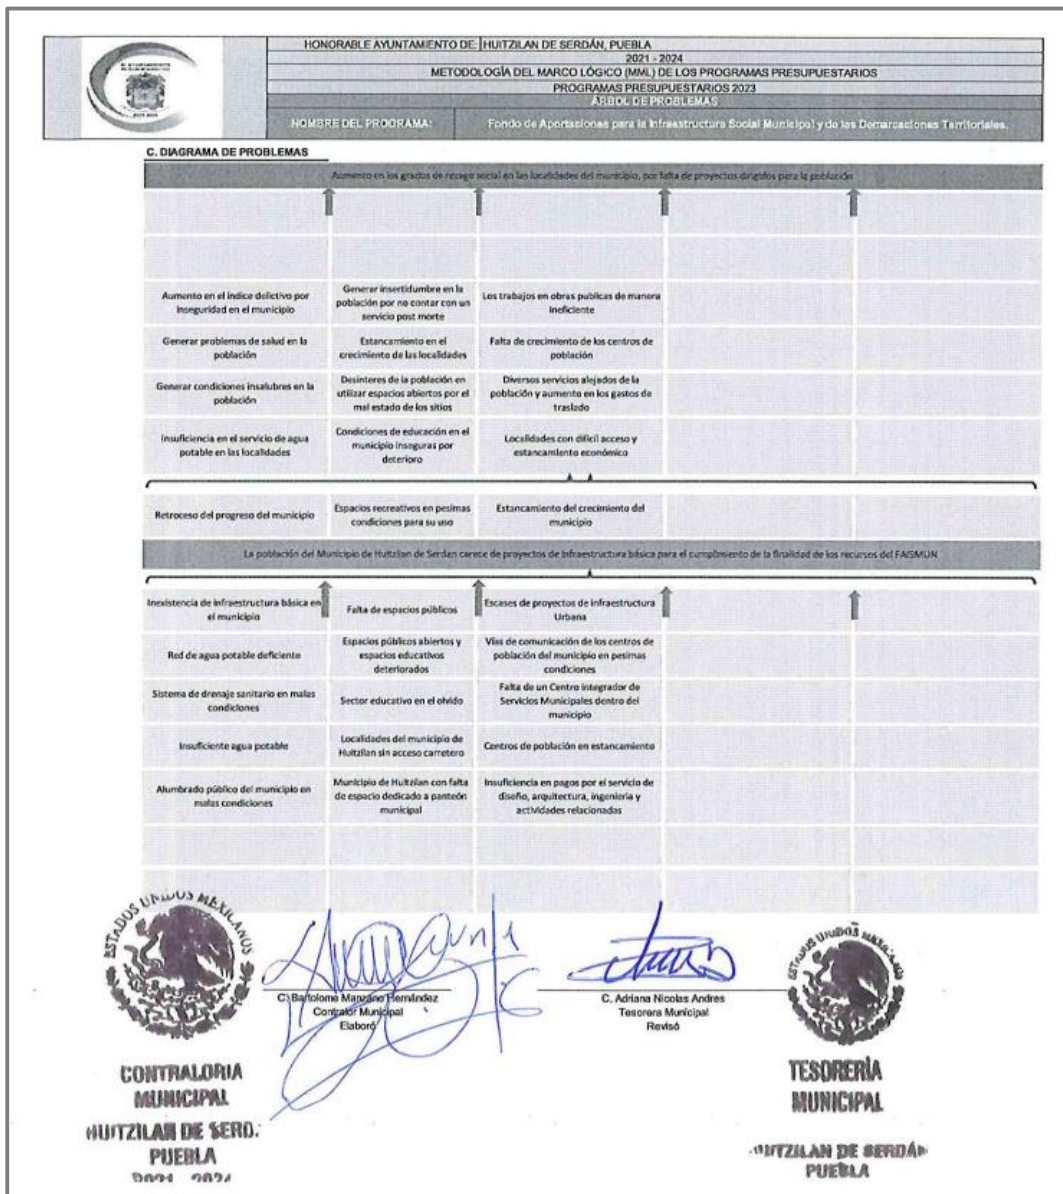 HONORABLE AYUNTAMIENTO DE: HUITZILAN DE SERDÁN, PUEBLA
2021 - 2024
METODOLOGÍA DEL MARCO LÓGICO (MML) DE LOS PROGRAMAS PRESUPUESTARIOS
PROGRAMAS PRESUPUESTARIOS 2023
ÁRBOL DE PROBLEMAS
NOMBRE DEL PROGRAMA: Fondo de Aportaciones para la Infraestructura Social Municipal y de las Demarcaciones Territoriales.
C. DIAGRAMA DE PROBLEMAS
Aumento en los grados de rezago social en las localidades del municipio, por falta de proyectos dirigidos para la población
Aumento en el índice delictivo por
inseguridad en el municipio
Generar insertidumbre en la
población por no contar con un
servicio post morte
Los trabajos en obras publicas de manera
ineficiente
Generar problemas de salud en la
población
Estancamiento en el
crecimiento de las localidades
Falta de crecimiento de los centros de
población
Generar condiciones insalubres en la
población
Desinteres de la población en
utilizar espacios abiertos por el
mal estado de los sitios
Diversos servicios alejados de la
población y aumento en los gastos de
traslado
Insuficiencia en el servicio de agua
potable en las localidades
Condiciones de educación en el
municipio inseguras por
deterioro
Localidades con difícil acceso y
estancamiento económico
Retroceso del progreso del municipio
Espacios recreativos en pesimas
condiciones para su uso
Estancamiento del crecimiento del
municipio
La población del Municipio de Huitzilan de Serdan carece de proyectos de infraestructura básica para el cumplimiento de la finalidad de los recursos del FAISMUN
Inexistencia de infraestructura básica en
el municipio
Falta de espacios públicos
Escases de proyectos de infraestructura
Urbana
Red de agua potable deficiente
Espacios públicos abiertos y
espacios educativos
deteriorados
Vías de comunicación de los centros de
población del municipio en pesimas
condiciones
Sistema de drenaje sanitario en malas
condiciones
Sector educativo en el olvido
Falta de un Centro integrador de
Servicios Municipales dentro del
municipio
Insuficiente agua potable
Localidades del municipio de
Huitzilan sin acceso carretero
Centros de población en estancamiento
Alumbrado público del municipio en
malas condiciones
Municipio de Huitzilan con falta
de espacio dedicado a panteón
municipal
Insuficiencia en pagos por el servicio de
diseño, arquitectura, ingeniería y
actividades relacionadas
ESTADOS UNIDOS MEXICANOS
C. Bartolome Manzano Hernández
Contralor Municipal
Elaboró
C. Adriana Nicolas Andres
Tesorera Municipal
Revisó
ESTADOS UNIDOS MEXICANOS
CONTRALORIA
MUNICIPAL
HUITZILAN DE SERD.
PUEBLA
2021 - 2024
TESORERÍA
MUNICIPAL
HUITZILAN DE SERDÁN
PUEBLA